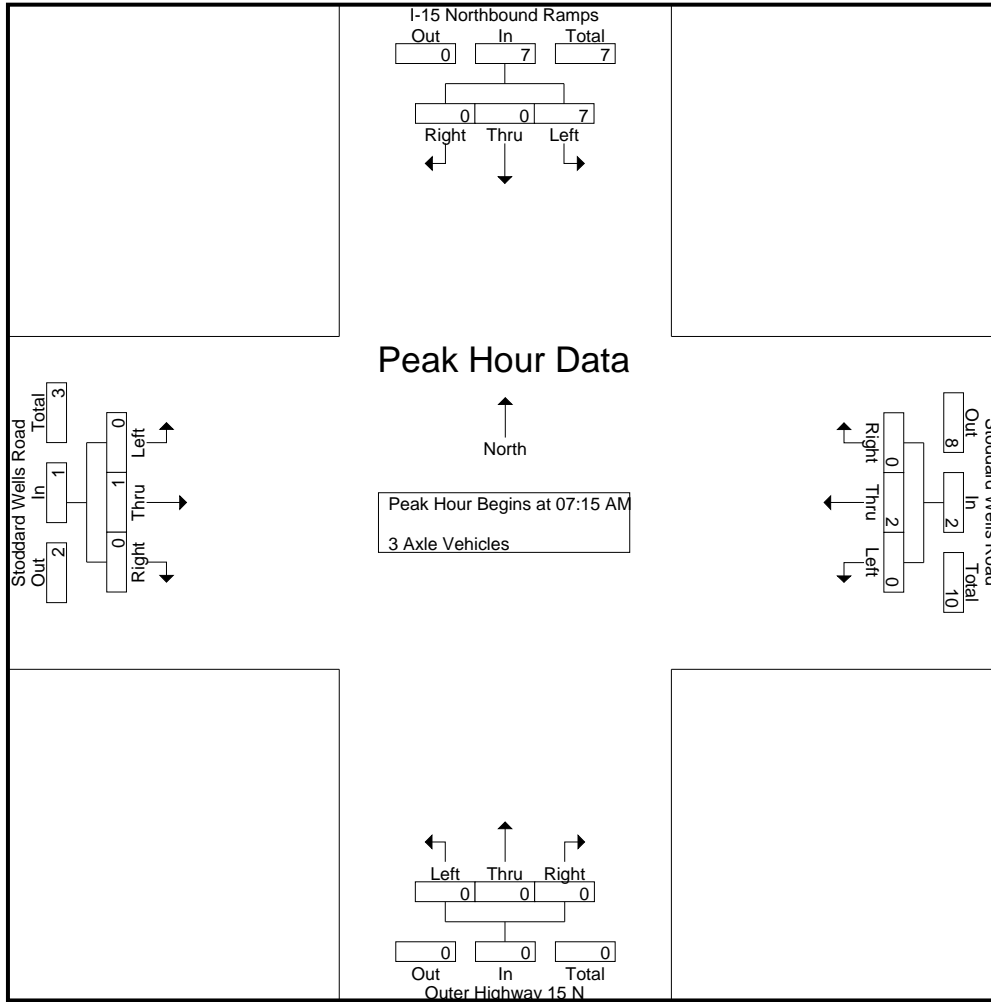 I-15 Northbound Ramps
Out In Total
0 7 7
0 0 7
Right Thru Left
Peak Hour Data
North
Peak Hour Begins at 07:15 AM
3 Axle Vehicles
Stoddard Wells Road
Out In Total
2 1 3
Right Thru Left
0 1 0
Stoddard Wells Road
Out In Total
8 2 10
Right Thru Left
0 2 0
Left Thru Right
0 0 0
0 0 0
Out In Total
Outer Highway 15 N